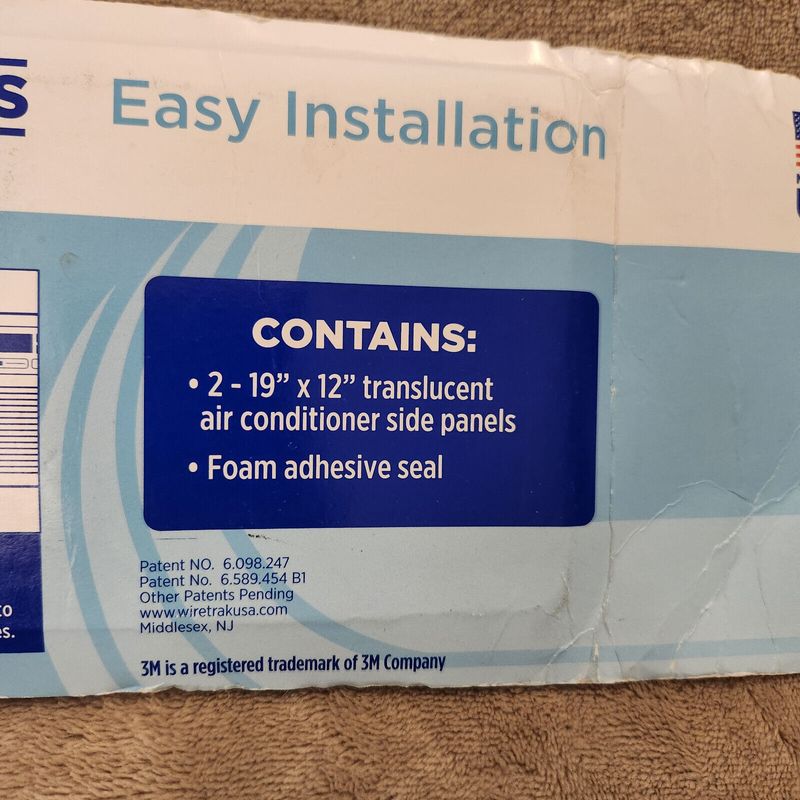 S
Easy Installation
CONTAINS:
• 2 - 19” x 12” translucent
air conditioner side panels
• Foam adhesive seal
Patent NO. 6.098.247
Patent No. 6.589.454 B1
Other Patents Pending
www.wiretrakusa.com
Middlesex, NJ
3M is a registered trademark of 3M Company